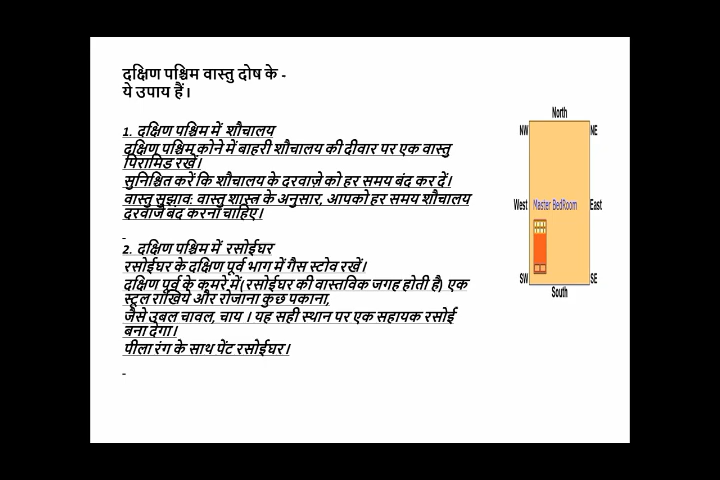 दक्षिण पश्चिम वास्तु दोष के -
ये उपाय हैं।
1. दक्षिण पश्चिम में शौचालय
दक्षिण पश्चिम कोने में बाहरी शौचालय की दीवार पर एक वास्तु
पिरामिड रखें।
सुनिश्चित करें कि शौचालय के दरवाज़े को हर समय बंद कर दें।
वास्तु सुझाव: वास्तु शास्त्र के अनुसार, आपको हर समय शौचालय
दरवाजे बंद करना चाहिए।
-
2. दक्षिण पश्चिम में रसोईघर
रसोईघर के दक्षिण पूर्व भाग में गैस स्टोव रखें।
दक्षिण पूर्व के कमरे में( रसोईघर की वास्तविक जगह होती है) एक
स्टूल राखिये और रोजाना कुछ पकाना,
जैसे उबल चावल, चाय । यह सही स्थान पर एक सहायक रसोई
बना देगा।
पीला रंग के साथ पेंट रसोईघर।
-
North
NW NE
West Master BedRoom East
SW SE
South